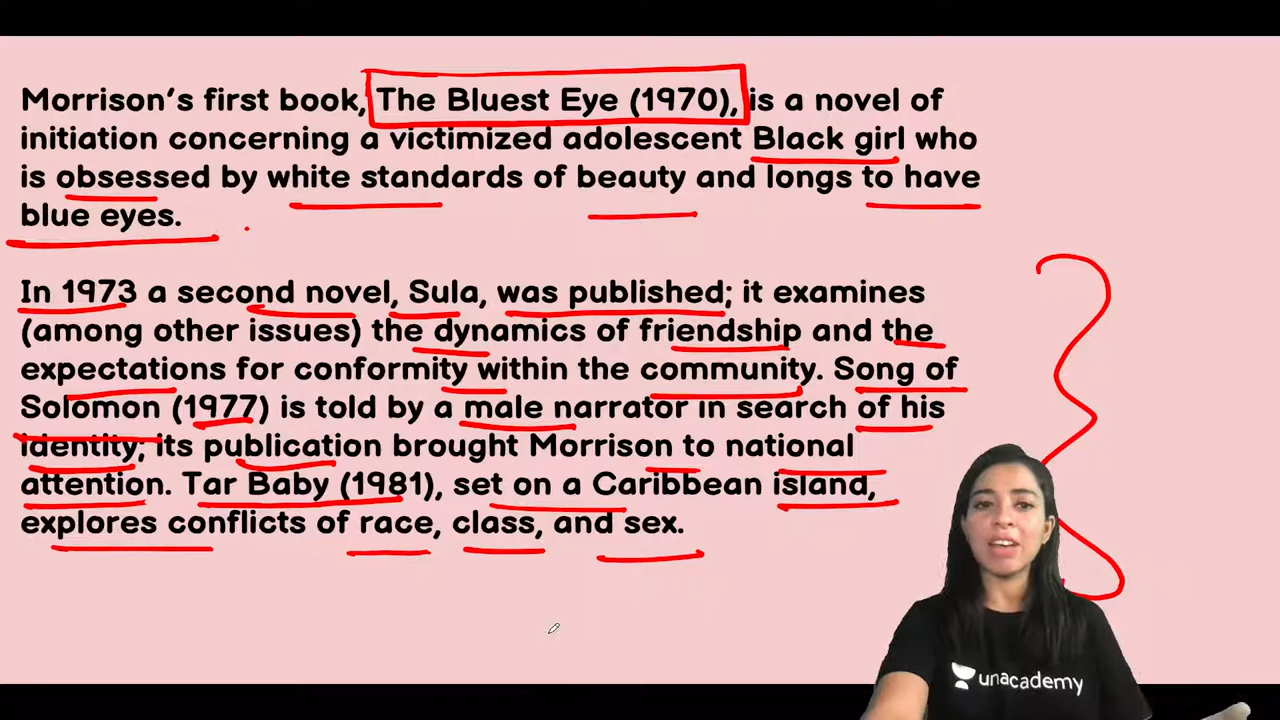 Morrison's first book, The Bluest Eye (1970), is a novel of
initiation concerning a victimized adolescent Black girl who
is obsessed by white standards of beauty and longs to have
blue eyes.
In 1973 a second novel, Sula, was published; it examines
(among other issues) the dynamics of friendship and the
expectations for conformity within the community. Song of
Solomon (1977) is told by a male narrator in search of his
identity; its publication brought Morrison to national
attention. Tar Baby (1981), set on a Caribbean island,
explores conflicts of race, class, and sex.
unacademy